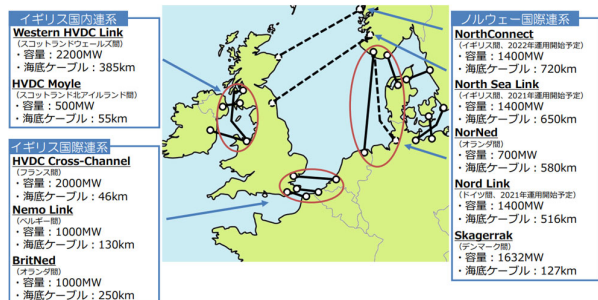 イギリス国内連系
Western HVDC Link
(スコットランドウェールズ間)
・容量:2200MW
・海底ケーブル:385km
HVDC Moyle
(スコットランド北アイルランド間)
・容量:500MW
・海底ケーブル:55km
イギリス国際連系
HVDC Cross-Channel
(フランス間)
・容量:2000MW
・海底ケーブル:46km
Nemo Link
(ベルギー間)
・容量:1000MW
・海底ケーブル:130km
BritNed
(オランダ間)
・容量:1000MW
・海底ケーブル:250km
ノルウェー国際連系
NorthConnect
(イギリス間、2022年運用開始予定)
・容量:1400MW
・海底ケーブル:720km
North Sea Link
(イギリス間、2021年運用開始予定)
・容量:1400MW
・海底ケーブル:650km
NorNed
(オランダ間)
・容量:700MW
・海底ケーブル:580km
Nord Link
(ドイツ間、2021年運用開始予定)
・容量:1400MW
・海底ケーブル:516km
Skagerrak
(デンマーク間)
・容量:1632MW
・海底ケーブル:127km